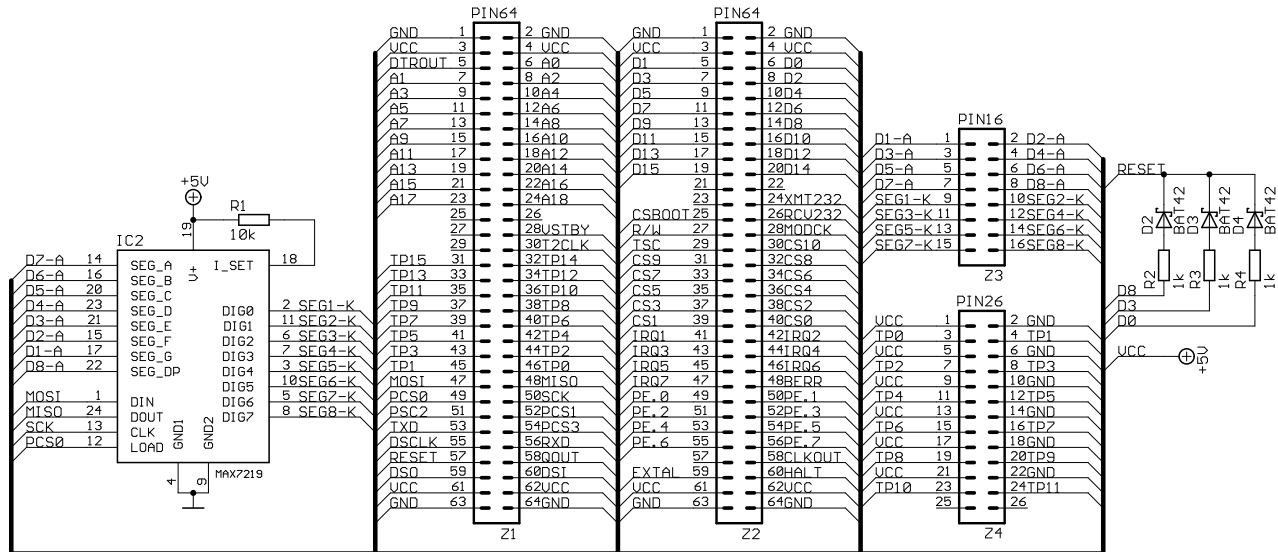 PIN64
GND 1 2 GND
VCC 3 4 VCC
DTROUT 5 6 A0
A1 7 8 A2
A3 9 10 A4
A5 11 12 A6
A7 13 14 A8
A9 15 16 A10
A11 17 18 A12
A13 19 20 A14
A15 21 22 A16
A17 23 24 A18
25 26
27 28 VSTBY
29 30 T2CLK
TP15 31 32 TP14
TP13 33 34 TP12
TP11 35 36 TP10
TP9 37 38 TP8
TP7 39 40 TP6
TP5 41 42 TP4
TP3 43 44 TP2
TP1 45 46 TP0
MOSI 47 48 MISO
PCS0 49 50 SCK
PSC2 51 52 PCS1
TXD 53 54 PCS3
DSCLK 55 56 RXD
RESET 57 58 QOUT
DSO 59 60 DSI
VCC 61 62 VCC
GND 63 64 GND
Z1
PIN64
GND 1 2 GND
VCC 3 4 VCC
D1 5 6 D0
D3 7 8 D2
D5 9 10 D4
D7 11 12 D6
D9 13 14 D8
D11 15 16 D10
D13 17 18 D12
D15 19 20 D14
21 22
23 24 XMT232
CSBOOT 25 26 RCV232
R/W 27 28 MODCK
TSC 29 30 CS10
CS9 31 32 CS8
CS7 33 34 CS6
CS5 35 36 CS4
CS3 37 38 CS2
CS1 39 40 CS0
IRQ1 41 42 IRQ2
IRQ3 43 44 IRQ4
IRQ5 45 46 IRQ6
IRQ7 47 48 BERR
PE.0 49 50 PE.1
PE.2 51 52 PE.3
PE.4 53 54 PE.5
PE.6 55 56 PE.7
57 58 CLKOUT
EXTAL 59 60 HALT
VCC 61 62 VCC
GND 63 64 GND
Z2
PIN16
D1-A 1 2 D2-A
D3-A 3 4 D4-A
D5-A 5 6 D6-A
D7-A 7 8 D8-A
SEG1-K 9 10 SEG2-K
SEG3-K 11 12 SEG4-K
SEG5-K 13 14 SEG6-K
SEG7-K 15 16 SEG8-K
Z3
PIN26
VCC 1 2 GND
TP0 3 4 TP1
VCC 5 6 GND
TP2 7 8 TP3
VCC 9 10 GND
TP4 11 12 TP5
VCC 13 14 GND
TP6 15 16 TP7
VCC 17 18 GND
TP8 19 20 TP9
VCC 21 22 GND
TP10 23 24 TP11
25 26
Z4
RESET
D2 BAT42 D3 BAT42 D4 BAT42
R2 1k R3 1k R4 1k
D8
D3
D0
VCC +5V
+5V
R1
10k
19
IC2
V+
I_SET 18
D7-A 14 SEG_A
D6-A 16 SEG_B
D5-A 20 SEG_C
D4-A 23 SEG_D
D3-A 21 SEG_E
D2-A 15 SEG_F
D1-A 17 SEG_G
D8-A 22 SEG_DP
DIG0 2 SEG1-K
DIG1 11 SEG2-K
DIG2 6 SEG3-K
DIG3 7 SEG4-K
DIG4 3 SEG5-K
DIG5 10 SEG6-K
DIG6 5 SEG7-K
DIG7 8 SEG8-K
MOSI 1 DIN
MISO 24 DOUT
SCK 13 CLK
PCS0 12 LOAD
GND1 GND2
4 9
MAX7219